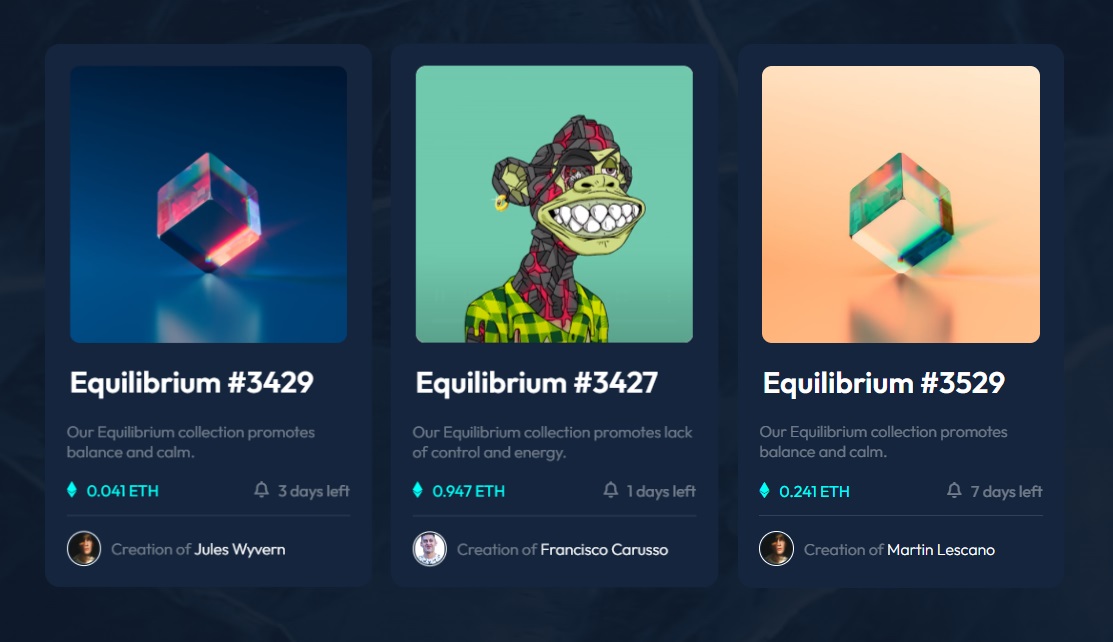 Equilibrium #3429
Our Equilibrium collection promotes
balance and calm.
0.041 ETH
3 days left
Creation of Jules Wyvern
Equilibrium #3427
Our Equilibrium collection promotes lack
of control and energy.
0.947 ETH
1 days left
Creation of Francisco Carusso
Equilibrium #3529
Our Equilibrium collection promotes
balance and calm.
0.241 ETH
7 days left
Creation of Martin Lescano